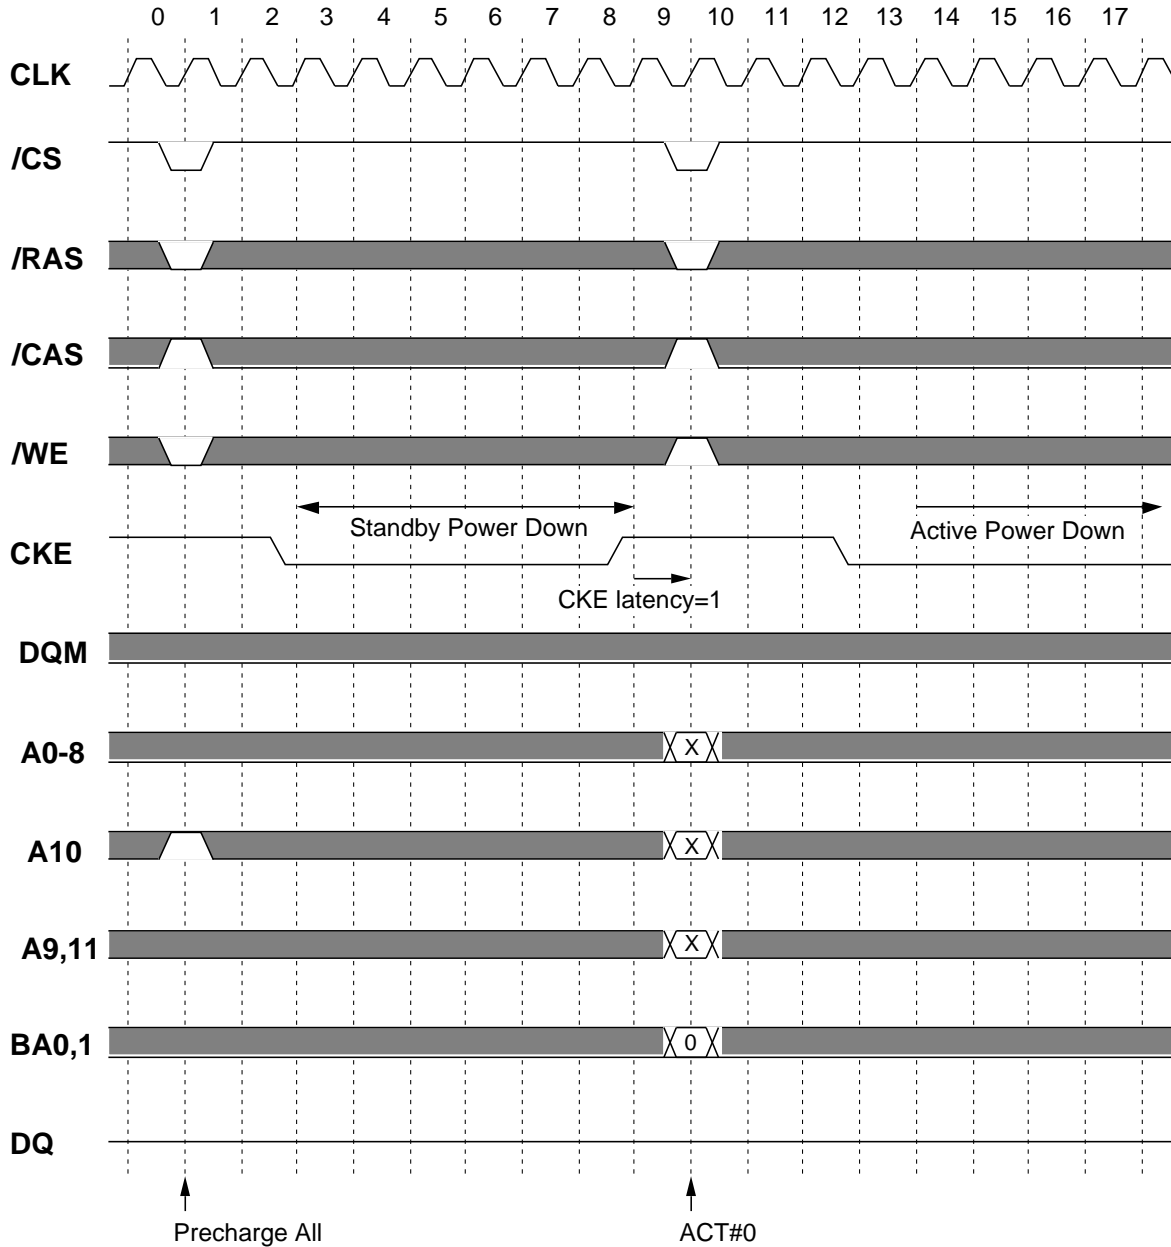 0 1 2 3 4 5 6 7 8 9 10 11 12 13 14 15 16 17
CLK
/CS
/RAS
/CAS
/WE
Standby Power Down
Active Power Down
CKE
CKE latency=1
DQM
A0-8
X
A10
X
A9,11
X
BA0,1
0
DQ
Precharge All
ACT#0